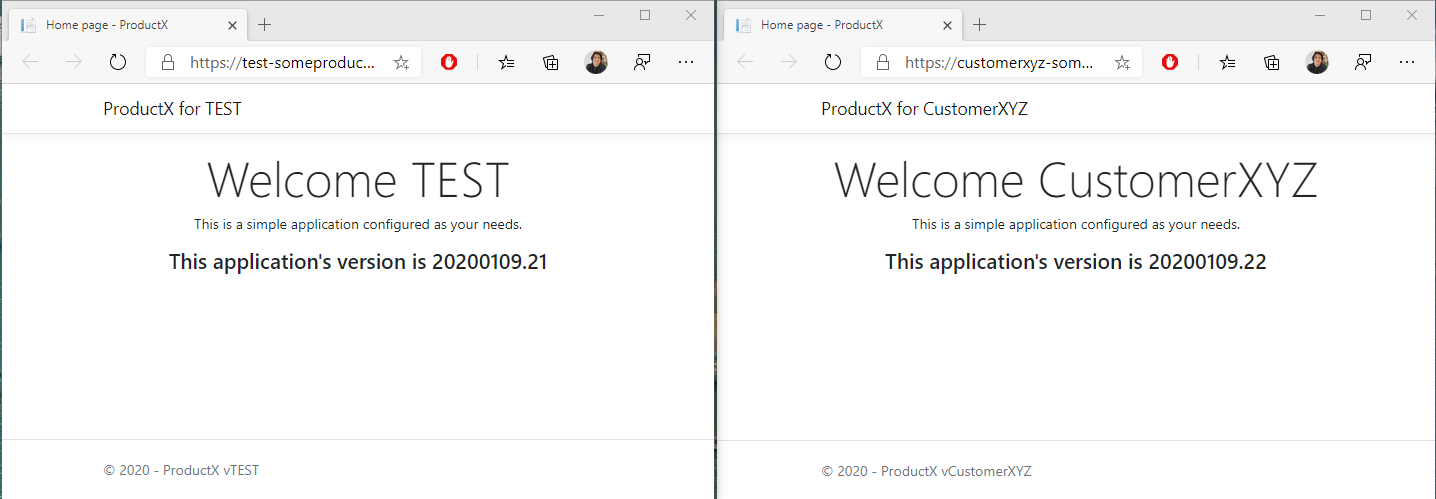 Home page - ProductX
https://test-someproduc...
ProductX for TEST
Welcome TEST
This is a simple application configured as your needs.
This application's version is 20200109.21
© 2020 - ProductX vTEST
Home page - ProductX
https://customerxyz-som...
ProductX for CustomerXYZ
Welcome CustomerXYZ
This is a simple application configured as your needs.
This application's version is 20200109.22
© 2020 - ProductX vCustomerXYZ